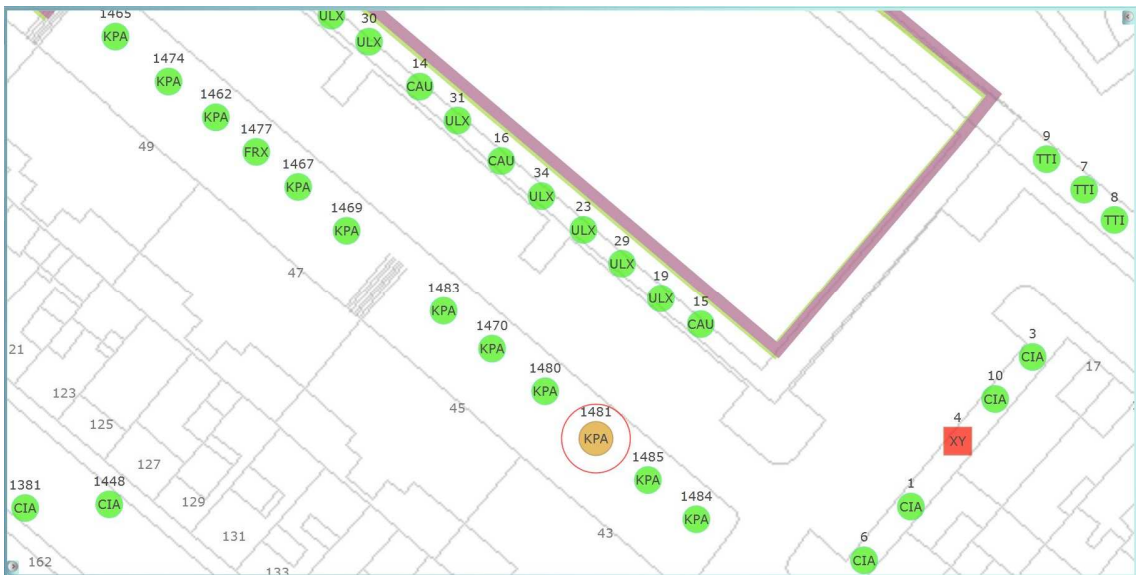 1465
KPA
1474
KPA
1462
KPA
1477
FRX
1467
KPA
1469
KPA
1483
KPA
1470
KPA
1480
KPA
1481
KPA
1485
KPA
1484
KPA
ULX
30
ULX
14
CAU
31
ULX
16
CAU
34
ULX
23
ULX
29
ULX
19
ULX
15
CAU
9
TTI
7
TTI
8
TTI
3
CIA
10
CIA
4
XY
1
CIA
6
CIA
17
49
47
45
43
21
123
125
127
129
131
133
1381
CIA
1448
CIA
162